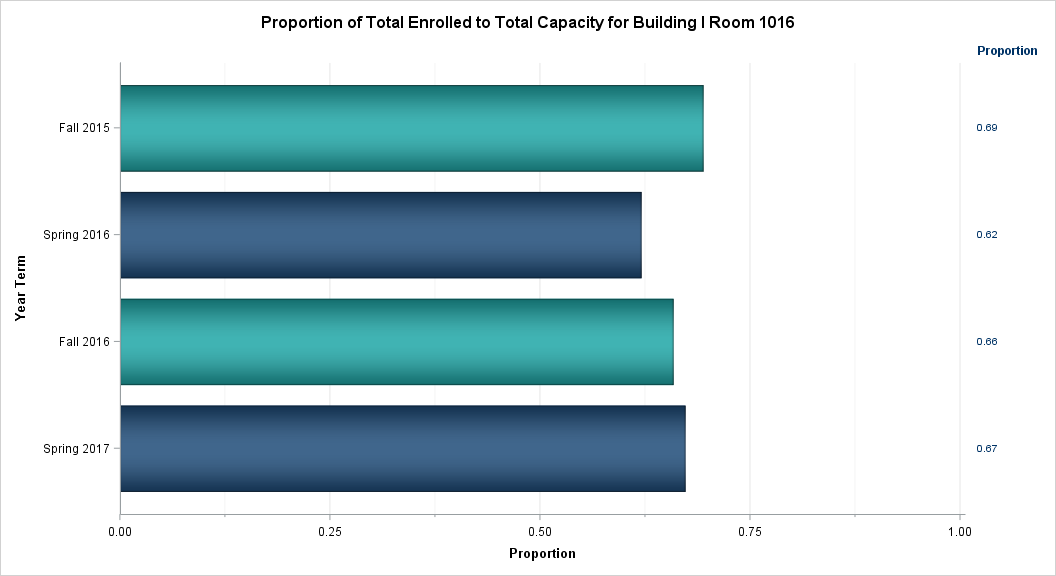 Proportion of Total Enrolled to Total Capacity for Building I Room 1016
Proportion
Fall 2015
0.69
Spring 2016
0.62
Year Term
Fall 2016
0.66
Spring 2017
0.67
0.00 0.25 0.50 0.75 1.00
Proportion